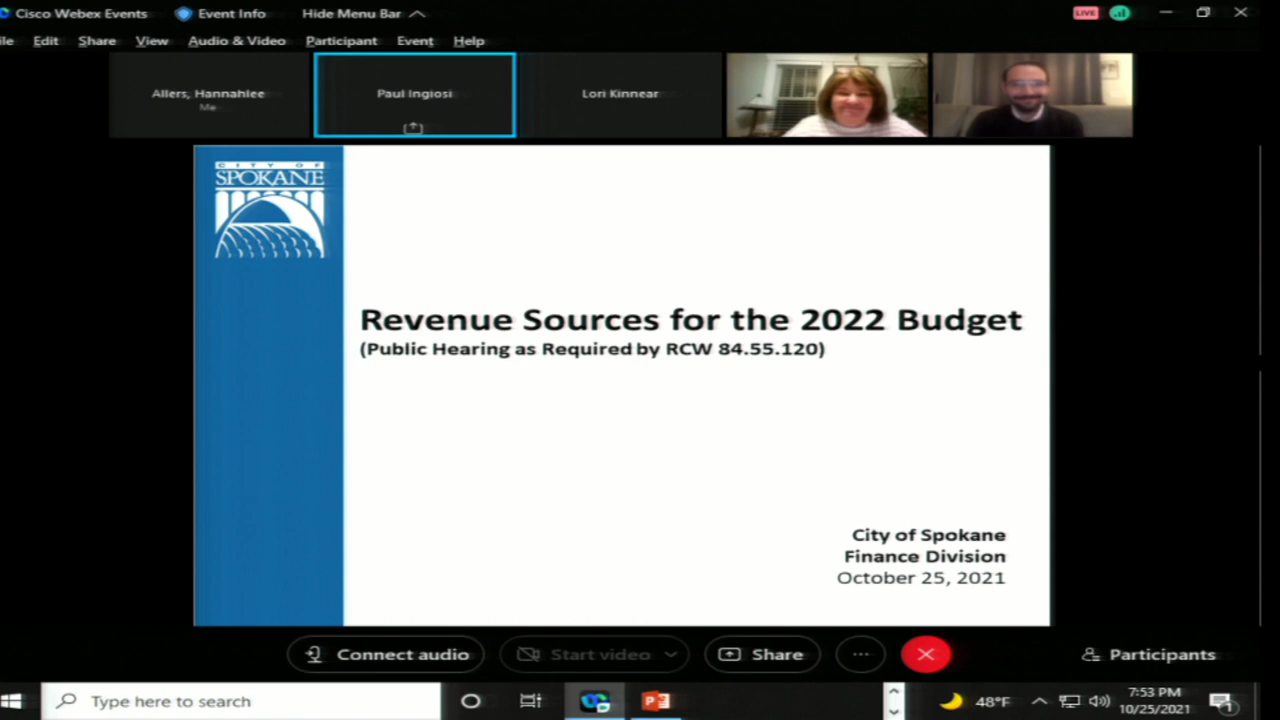 Cisco Webex Events
Event Info
Hide Menu Bar
LIVE
Edit
Share
View
Audio & Video
Participant
Event
Help
Allers, Hannahlee
Me
Paul Ingiosi
Lori Kinnear
CITY OF
SPOKANE
Revenue Sources for the 2022 Budget
(Public Hearing as Required by RCW 84.55.120)
City of Spokane
Finance Division
October 25, 2021
Connect audio
Start video
Share
Participants
Type here to search
48°F
7:53 PM
10/25/2021
1